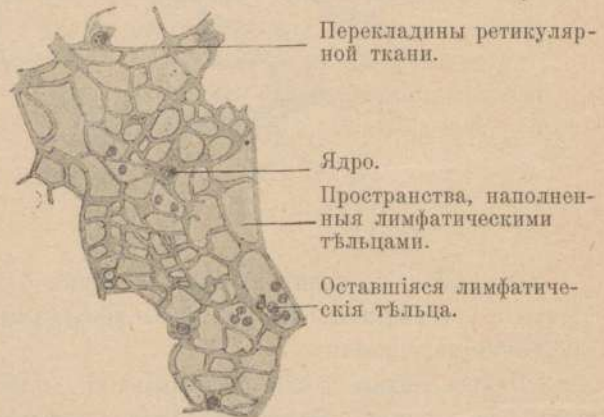 Перекладины ретикуляр-
ной ткани.
Ядро.
Пространства, наполнен-
ныя лимфатическими
тѣльцами.
Оставшіяся лимфатиче-
скія тѣльца.